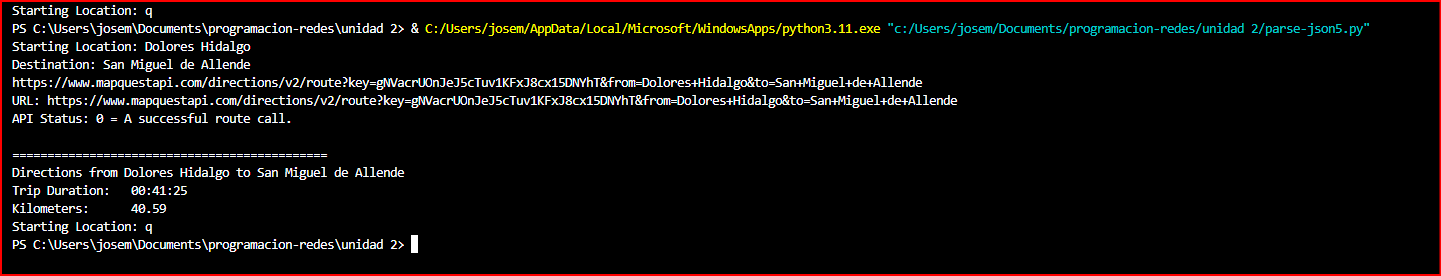 Starting Location: q
PS C:\Users\josem\Documents\programacion-redes\unidad 2> & C:/Users/josem/AppData/Local/Microsoft/WindowsApps/python3.11.exe "c:/Users/josem/Documents/programacion-redes/unidad 2/parse-json5.py"
Starting Location: Dolores Hidalgo
Destination: San Miguel de Allende
https://www.mapquestapi.com/directions/v2/route?key=gNVacrUOnJeJ5cTuv1KFxJ8cx15DNYhT&from=Dolores+Hidalgo&to=San+Miguel+de+Allende
URL: https://www.mapquestapi.com/directions/v2/route?key=gNVacrUOnJeJ5cTuv1KFxJ8cx15DNYhT&from=Dolores+Hidalgo&to=San+Miguel+de+Allende
API Status: 0 = A successful route call.
=============================================
Directions from Dolores Hidalgo to San Miguel de Allende
Trip Duration:   00:41:25
Kilometers:      40.59
Starting Location: q
PS C:\Users\josem\Documents\programacion-redes\unidad 2>